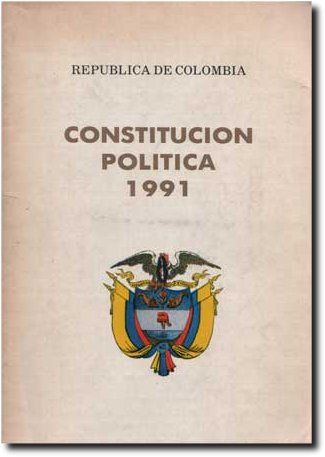 REPUBLICA DE COLOMBIA
CONSTITUCION
POLITICA
1991